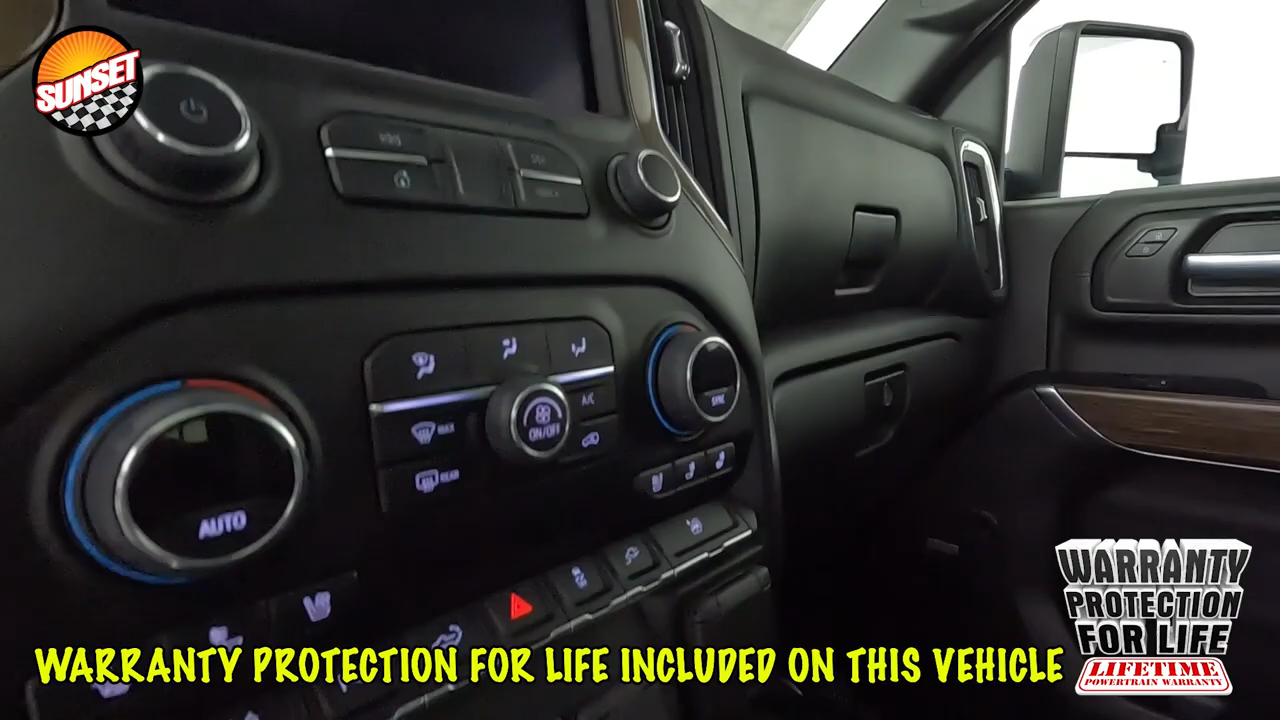 SUNSET
A/C
ON/OFF
SYNC
MAX
REAR
AUTO
WARRANTY PROTECTION FOR LIFE INCLUDED ON THIS VEHICLE
WARRANTY
PROTECTION
FOR LIFE
LIFETIME
POWERTRAIN WARRANTY